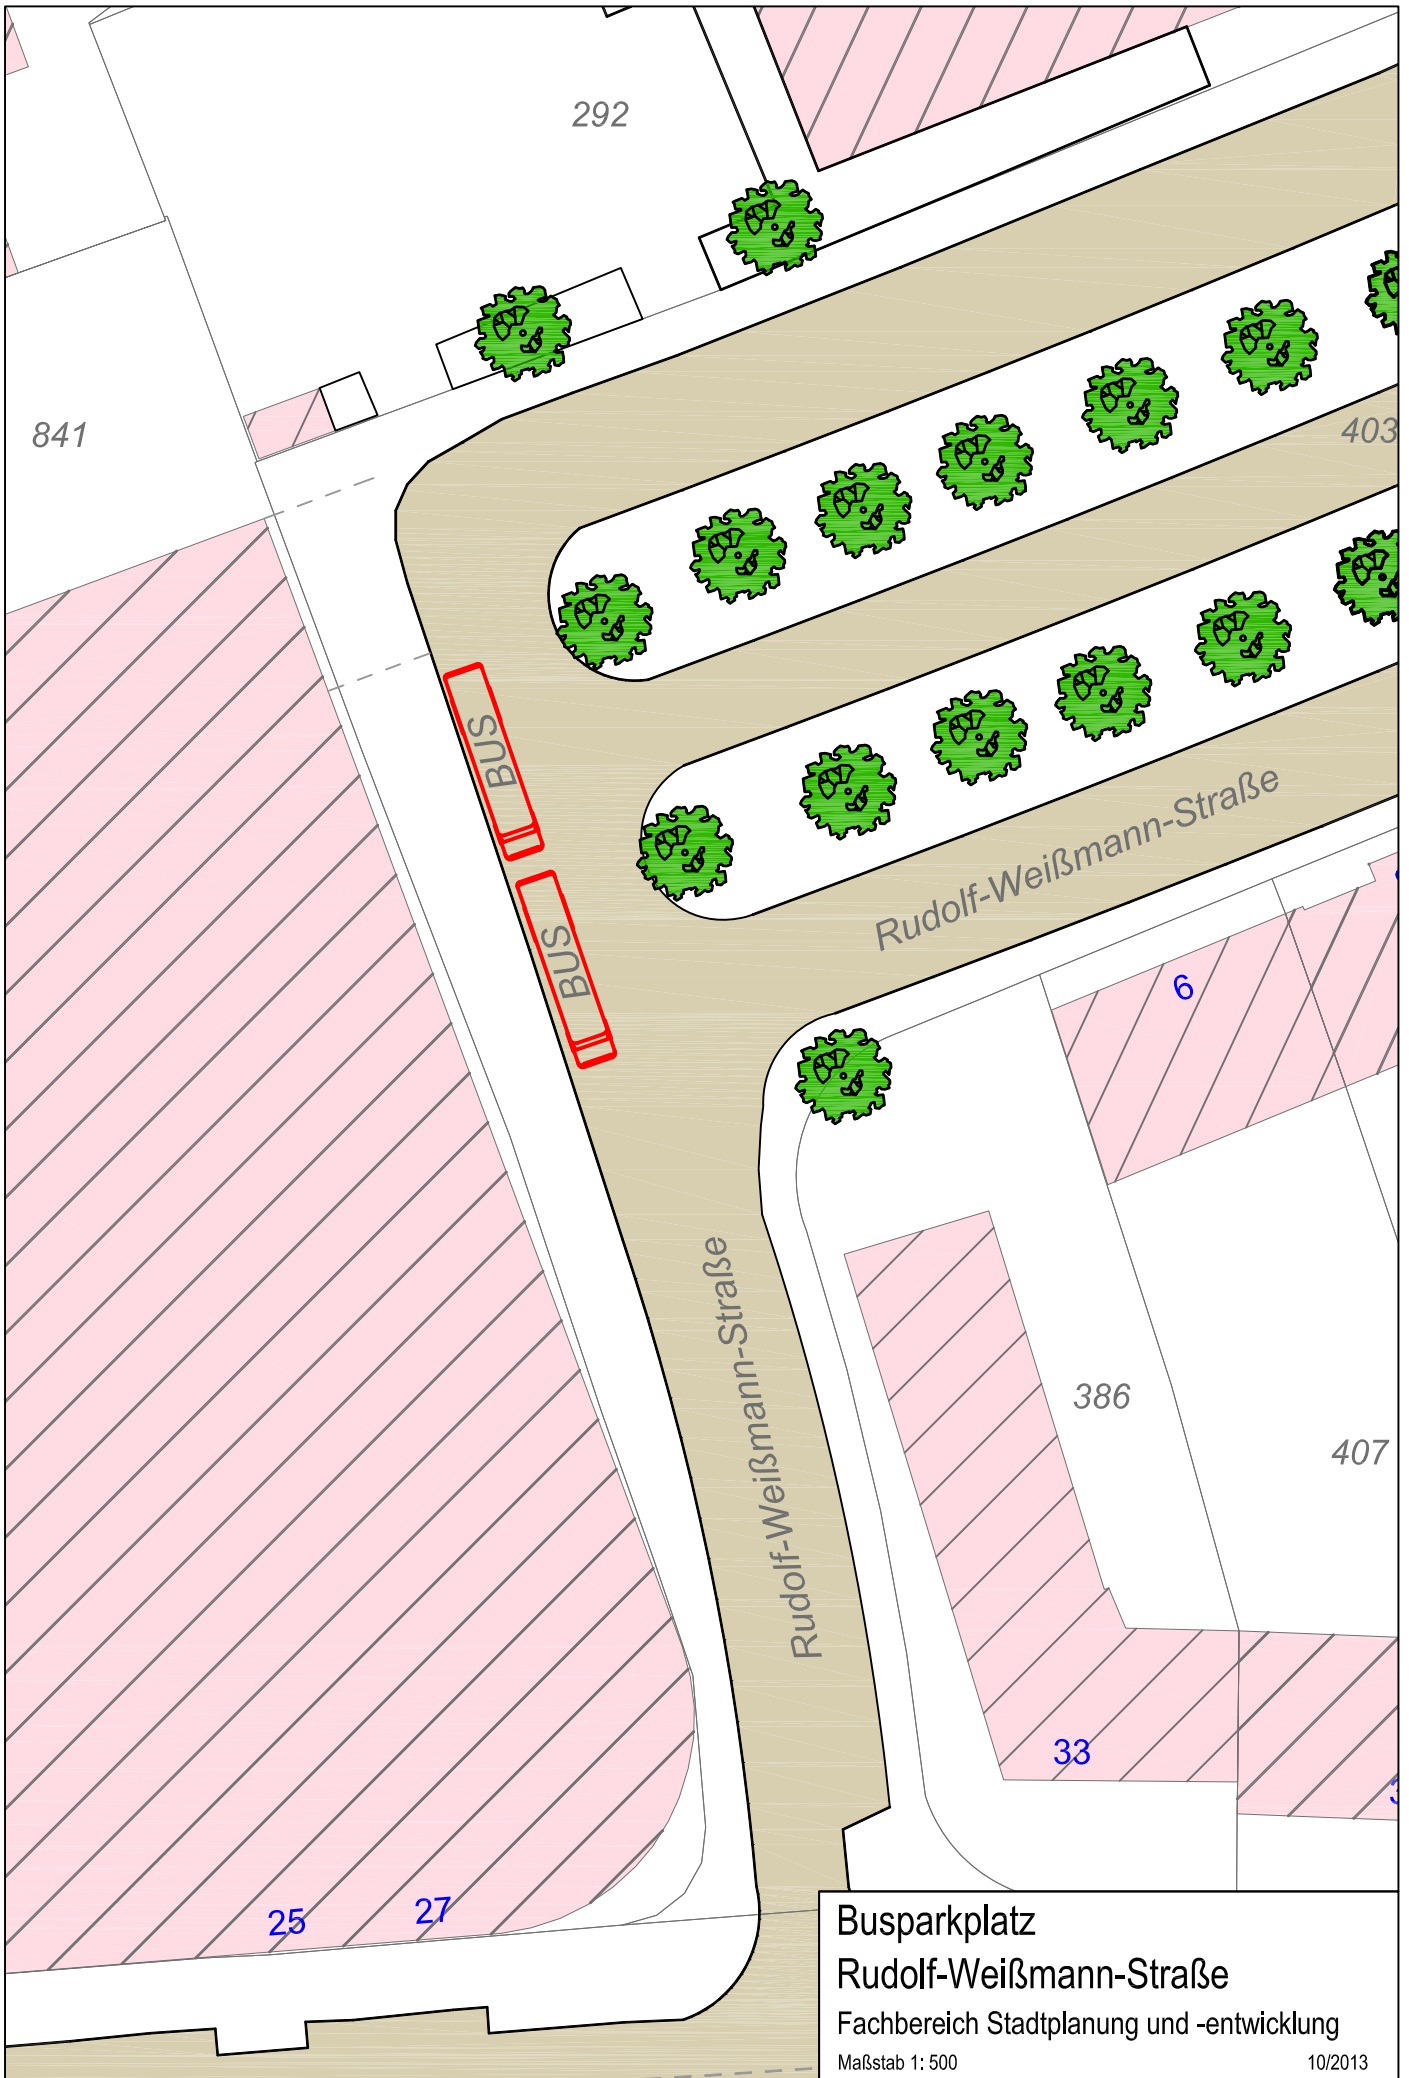 292
841
403
BUS
BUS
Rudolf-Weißmann-Straße
6
Rudolf-Weißmann-Straße
386
407
33
25
27
Busparkplatz
Rudolf-Weißmann-Straße
Fachbereich Stadtplanung und -entwicklung
Maßstab 1: 500
10/2013